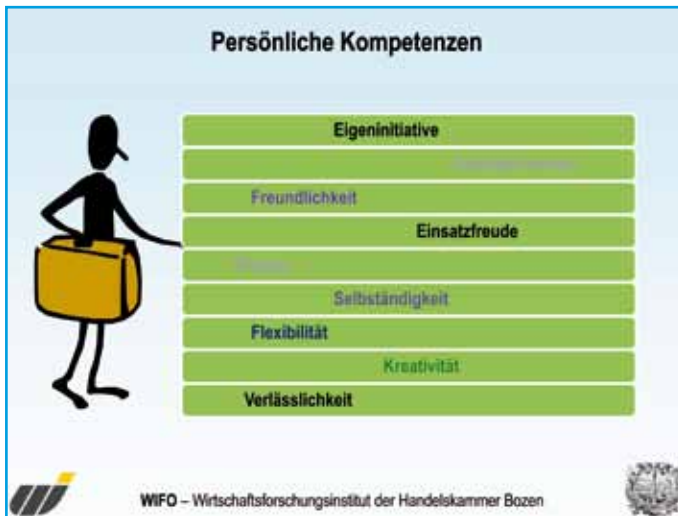 Persönliche Kompetenzen
Eigeninitiative
Freundlichkeit
Einsatzfreude
Selbständigkeit
Flexibilität
Kreativität
Verlässlichkeit
WIFO – Wirtschaftsforschungsinstitut der Handelskammer Bozen